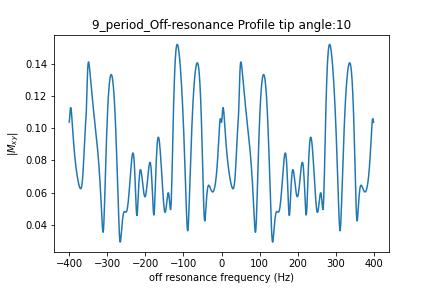 9_period_Off-resonance Profile tip angle:10
|Mxy|
0.14
0.12
0.10
0.08
0.06
0.04
−400 −300 −200 −100 0 100 200 300 400
off resonance frequency (Hz)